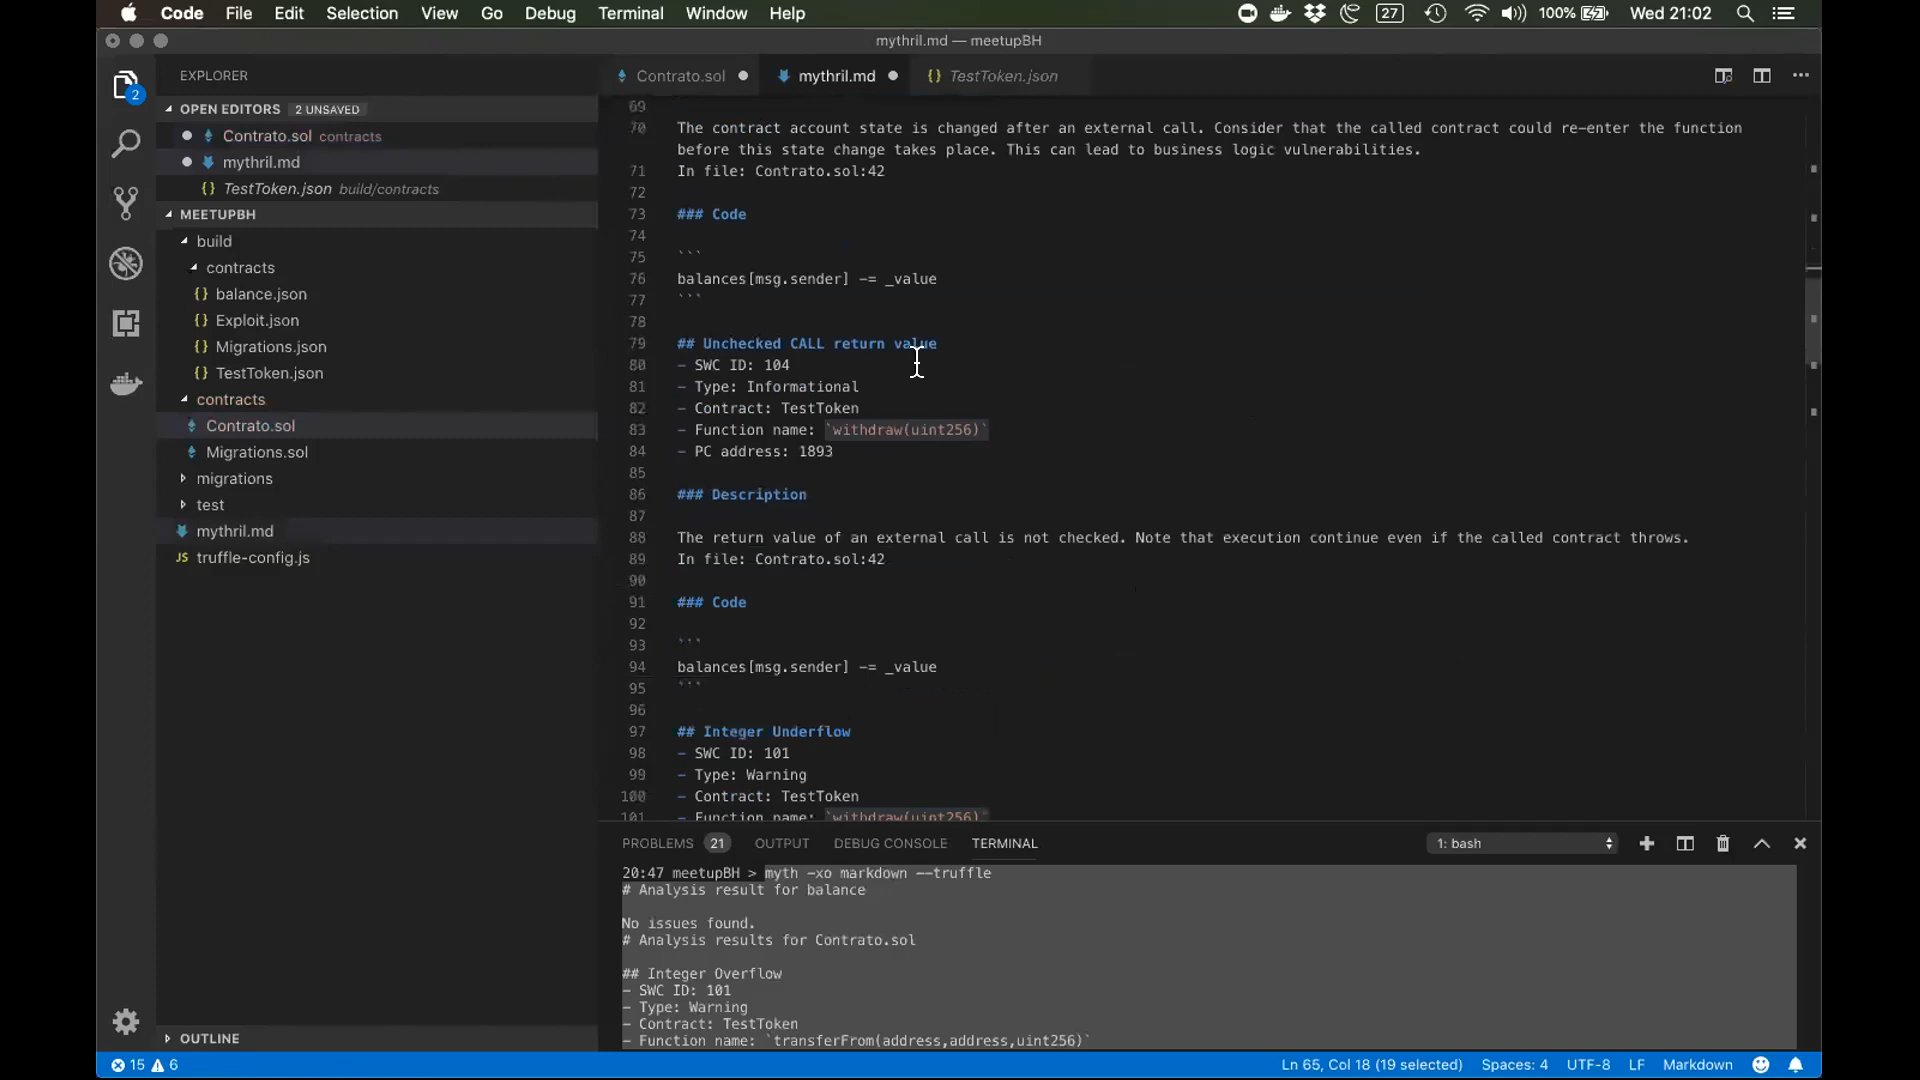 Code File Edit Selection View Go Debug Terminal Window Help 27 100% Wed 21:02
mythril.md — meetupBH
EXPLORER
Contrato.sol
mythril.md
{} TestToken.json
2
OPEN EDITORS 2 UNSAVED
Contrato.sol contracts
mythril.md
{} TestToken.json build/contracts
MEETUPBH
build
contracts
{} balance.json
{} Exploit.json
{} Migrations.json
{} TestToken.json
contracts
Contrato.sol
Migrations.sol
migrations
test
mythril.md
JS truffle-config.js
OUTLINE
69
70 The contract account state is changed after an external call. Consider that the called contract could re-enter the function
before this state change takes place. This can lead to business logic vulnerabilities.
71 In file: Contrato.sol:42
72
73 ### Code
74
75 ```
76 balances[msg.sender] -= _value
77 ```
78
79 ## Unchecked CALL return value
80 - SWC ID: 104
81 - Type: Informational
82 - Contract: TestToken
83 - Function name: `withdraw(uint256)`
84 - PC address: 1893
85
86 ### Description
87
88 The return value of an external call is not checked. Note that execution continue even if the called contract throws.
89 In file: Contrato.sol:42
90
91 ### Code
92
93 ```
94 balances[msg.sender] -= _value
95 ```
96
97 ## Integer Underflow
98 - SWC ID: 101
99 - Type: Warning
100 - Contract: TestToken
101 - Function name: `withdraw(uint256)`
PROBLEMS 21 OUTPUT DEBUG CONSOLE TERMINAL 1: bash
20:47 meetupBH > myth -xo markdown --truffle
# Analysis result for balance
No issues found.
# Analysis results for Contrato.sol
## Integer Overflow
- SWC ID: 101
- Type: Warning
- Contract: TestToken
- Function name: `transferFrom(address,address,uint256)`
15 6 Ln 65, Col 18 (19 selected) Spaces: 4 UTF-8 LF Markdown